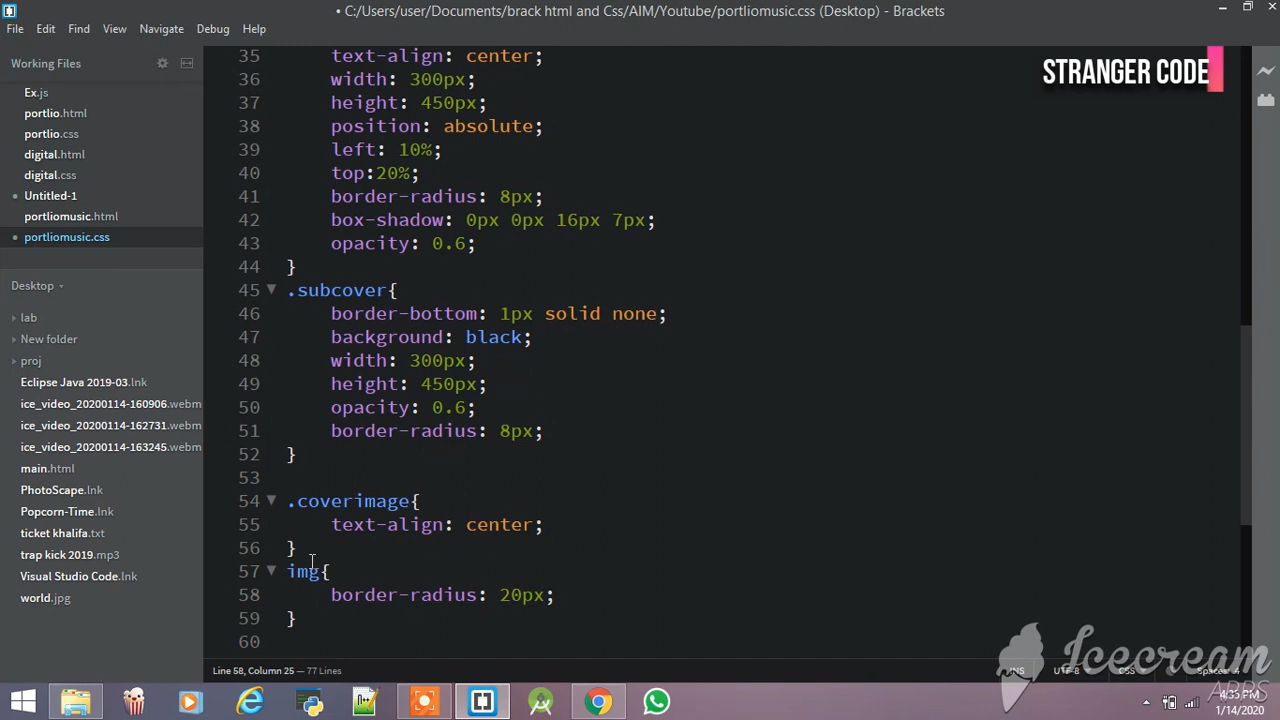 • C:/Users/user/Documents/brack html and Css/AIM/Youtube/portliomusic.css (Desktop) - Brackets
File Edit Find View Navigate Debug Help
Working Files
Ex.js
portlio.html
portlio.css
digital.html
digital.css
Untitled-1
portliomusic.html
portliomusic.css
Desktop
lab
New folder
proj
Eclipse Java 2019-03.lnk
ice_video_20200114-160906.webm
ice_video_20200114-162731.webm
ice_video_20200114-163245.webm
main.html
PhotoScape.lnk
Popcorn-Time.lnk
ticket khalifa.txt
trap kick 2019.mp3
Visual Studio Code.lnk
world.jpg
35 text-align: center;
36 width: 300px;
37 height: 450px;
38 position: absolute;
39 left: 10%;
40 top:20%;
41 border-radius: 8px;
42 box-shadow: 0px 0px 16px 7px;
43 opacity: 0.6;
44 }
45 .subcover{
46 border-bottom: 1px solid none;
47 background: black;
48 width: 300px;
49 height: 450px;
50 opacity: 0.6;
51 border-radius: 8px;
52 }
53
54 .coverimage{
55 text-align: center;
56 }
57 img{
58 border-radius: 20px;
59 }
60
STRANGER CODE
Line 58, Column 25 — 77 Lines
INS UTF-8 CSS Spaces: 4
Icecream
APPS
4:35 PM
1/14/2020